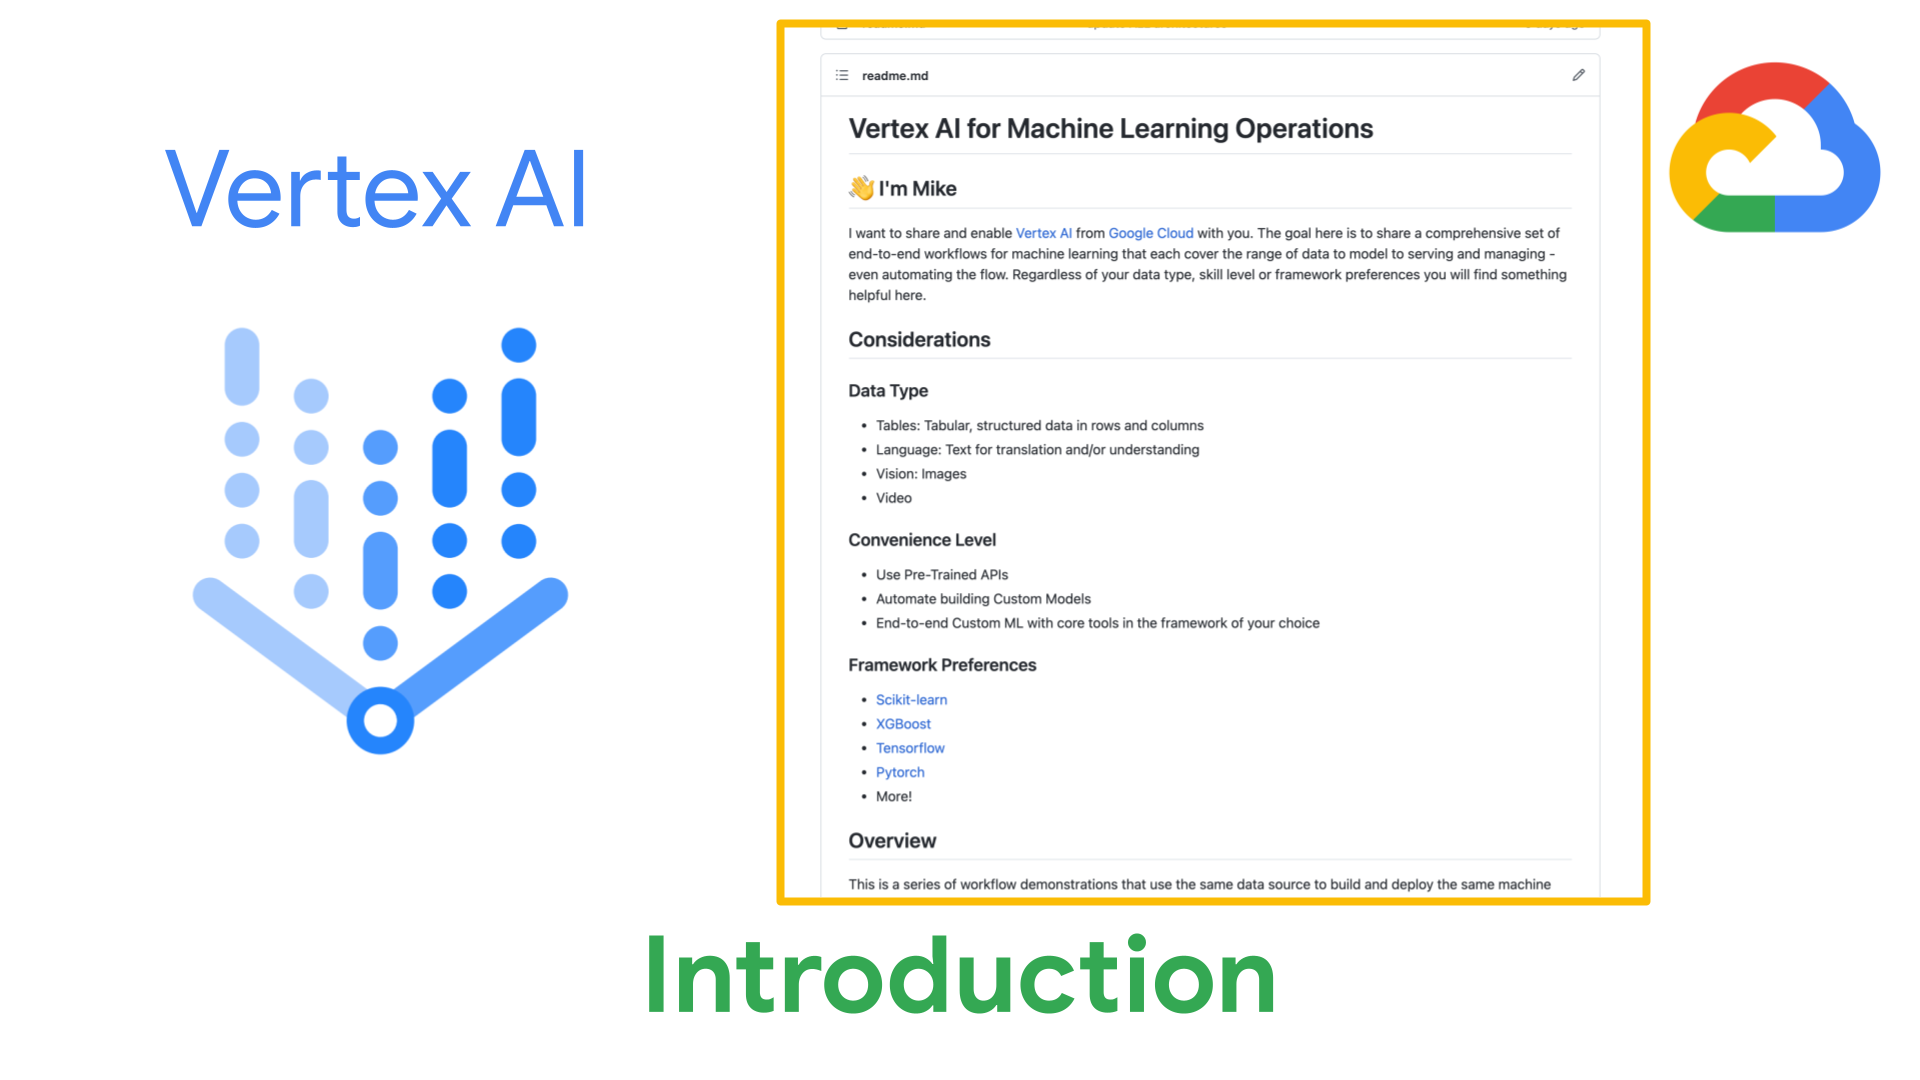 Vertex AI
readme.md
Vertex AI for Machine Learning Operations
👋 I'm Mike
I want to share and enable Vertex AI from Google Cloud with you. The goal here is to share a comprehensive set of
end-to-end workflows for machine learning that each cover the range of data to model to serving and managing -
even automating the flow. Regardless of your data type, skill level or framework preferences you will find something
helpful here.
Considerations
Data Type
• Tables: Tabular, structured data in rows and columns
• Language: Text for translation and/or understanding
• Vision: Images
• Video
Convenience Level
• Use Pre-Trained APIs
• Automate building Custom Models
• End-to-end Custom ML with core tools in the framework of your choice
Framework Preferences
• Scikit-learn
• XGBoost
• Tensorflow
• Pytorch
• More!
Overview
This is a series of workflow demonstrations that use the same data source to build and deploy the same machine
Introduction